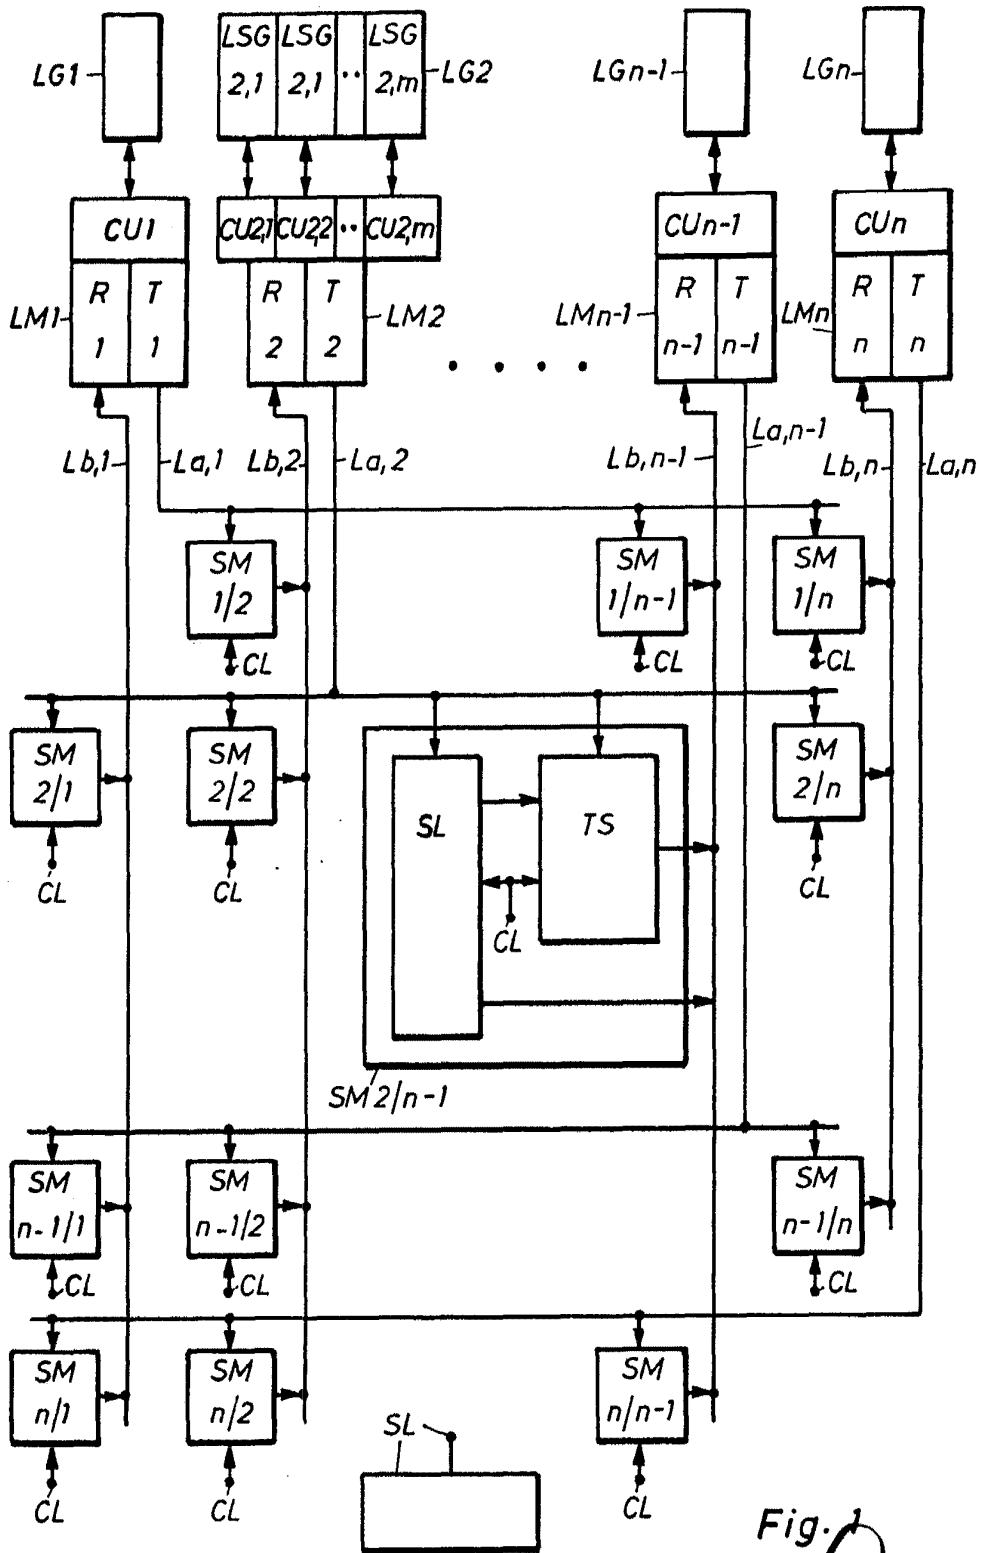 LG1
LSG LSG LSG
2,1 2,1 ·· 2,m
LG2
LGn-1
LGn
CU1
CU2,1 CU2,2 ·· CU2,m
CUn-1
CUn
LM1
R T
1 1
R T
2 2
LM2
LMn-1
R T
n-1 n-1
LMn
R T
n n
. . . .
Lb,1 La,1 Lb,2 La,2 Lb,n-1 La,n-1 Lb,n La,n
SM
1/2
CL
SM
1/n-1
CL
SM
1/n
CL
SM
2/1
CL
SM
2/2
CL
SL
TS
CL
SM2/n-1
SM
2/n
CL
SM
n-1/1
CL
SM
n-1/2
CL
SM
n-1/n
CL
SM
n/1
CL
SM
n/2
CL
SL
SM
n/n-1
CL
Fig. 1